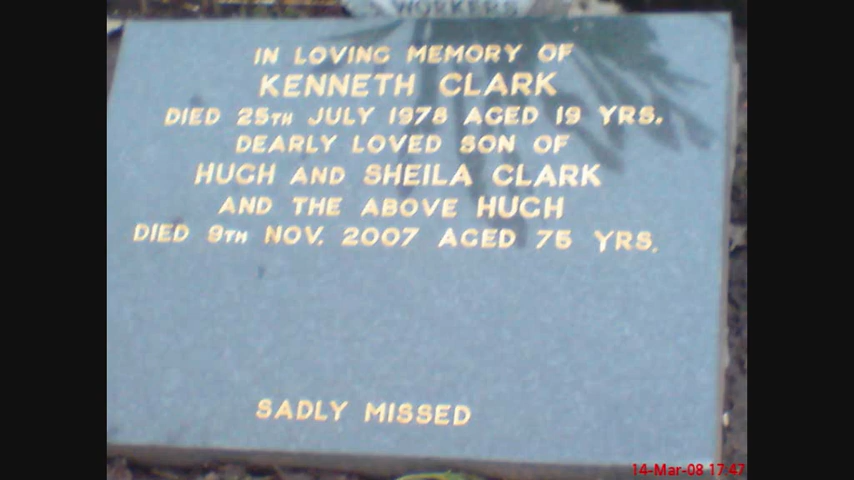 WORKERS
IN LOVING MEMORY OF
KENNETH CLARK
DIED 25TH JULY 1978 AGED 19 YRS.
DEARLY LOVED SON OF
HUGH AND SHEILA CLARK
AND THE ABOVE HUGH
DIED 9TH NOV. 2007 AGED 75 YRS.
SADLY MISSED
14-Mar-08 17:47